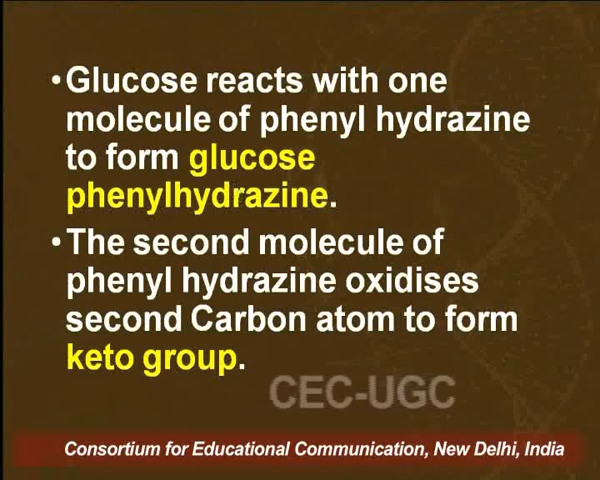 •Glucose reacts with one
molecule of phenyl hydrazine
to form glucose
phenylhydrazine.
•The second molecule of
phenyl hydrazine oxidises
second Carbon atom to form
keto group.
CEC-UGC
Consortium for Educational Communication, New Delhi, India